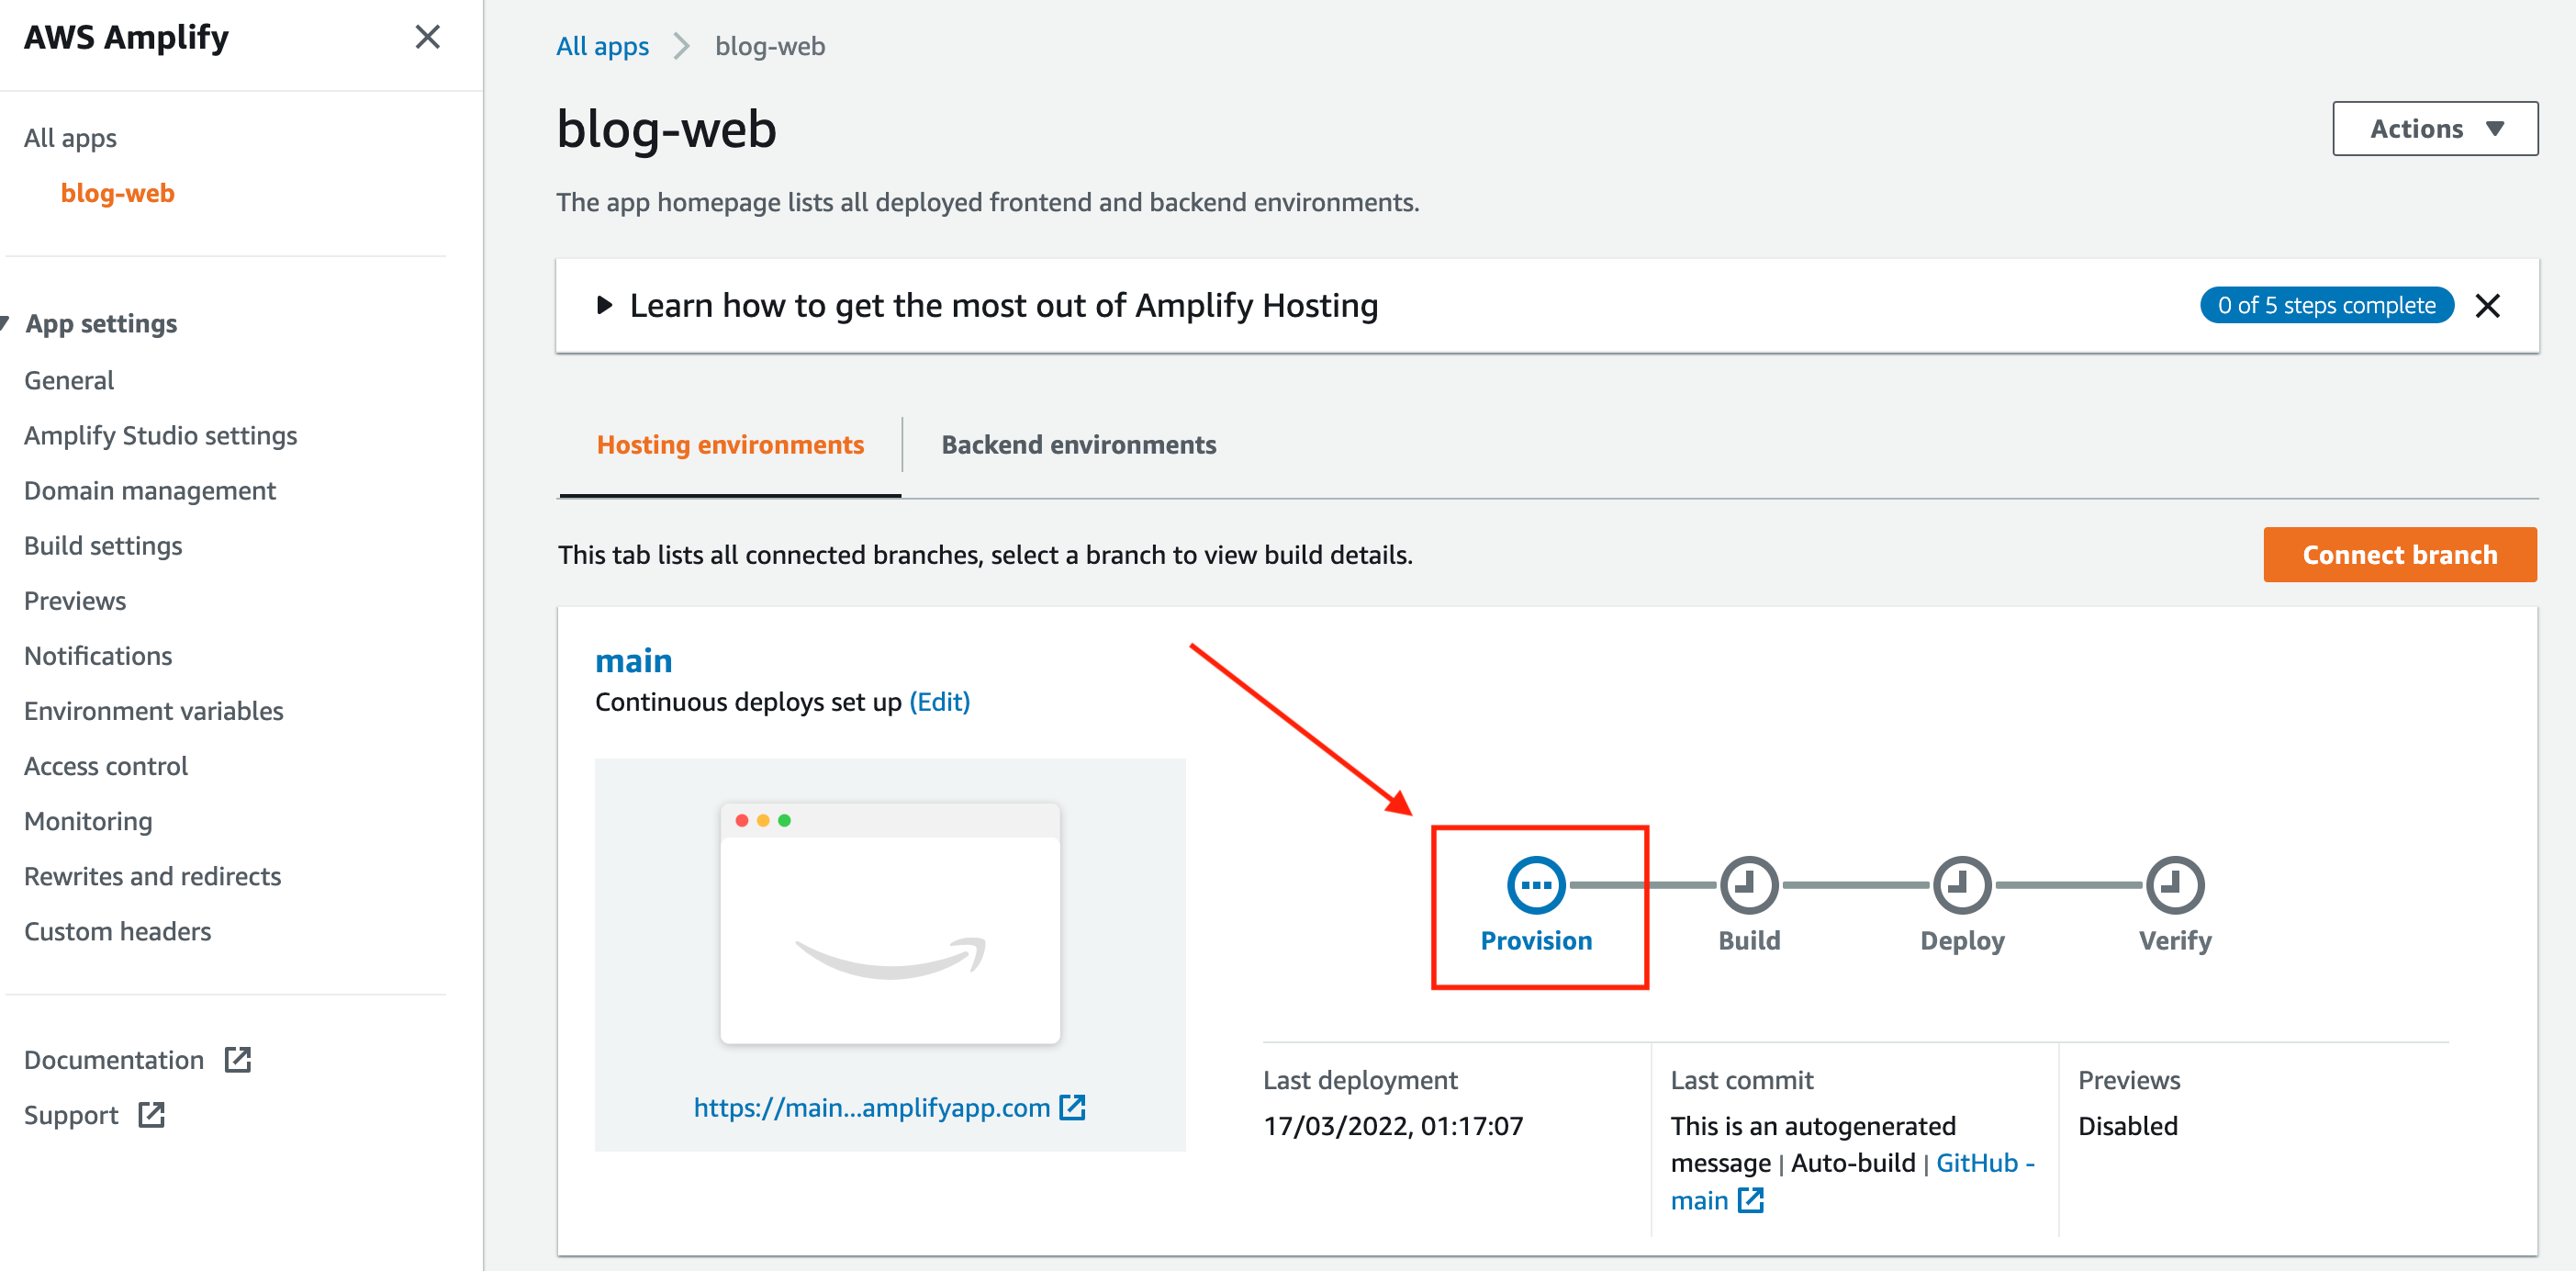 AWS Amplify
All apps
blog-web
App settings
General
Amplify Studio settings
Domain management
Build settings
Previews
Notifications
Environment variables
Access control
Monitoring
Rewrites and redirects
Custom headers
Documentation
Support
All apps
blog-web
blog-web
Actions
The app homepage lists all deployed frontend and backend environments.
Learn how to get the most out of Amplify Hosting
0 of 5 steps complete
Hosting environments
Backend environments
This tab lists all connected branches, select a branch to view build details.
Connect branch
main
Continuous deploys set up (Edit)
https://main...amplifyapp.com
Provision
Build
Deploy
Verify
Last deployment
17/03/2022, 01:17:07
Last commit
This is an autogenerated
message | Auto-build | GitHub -
main
Previews
Disabled